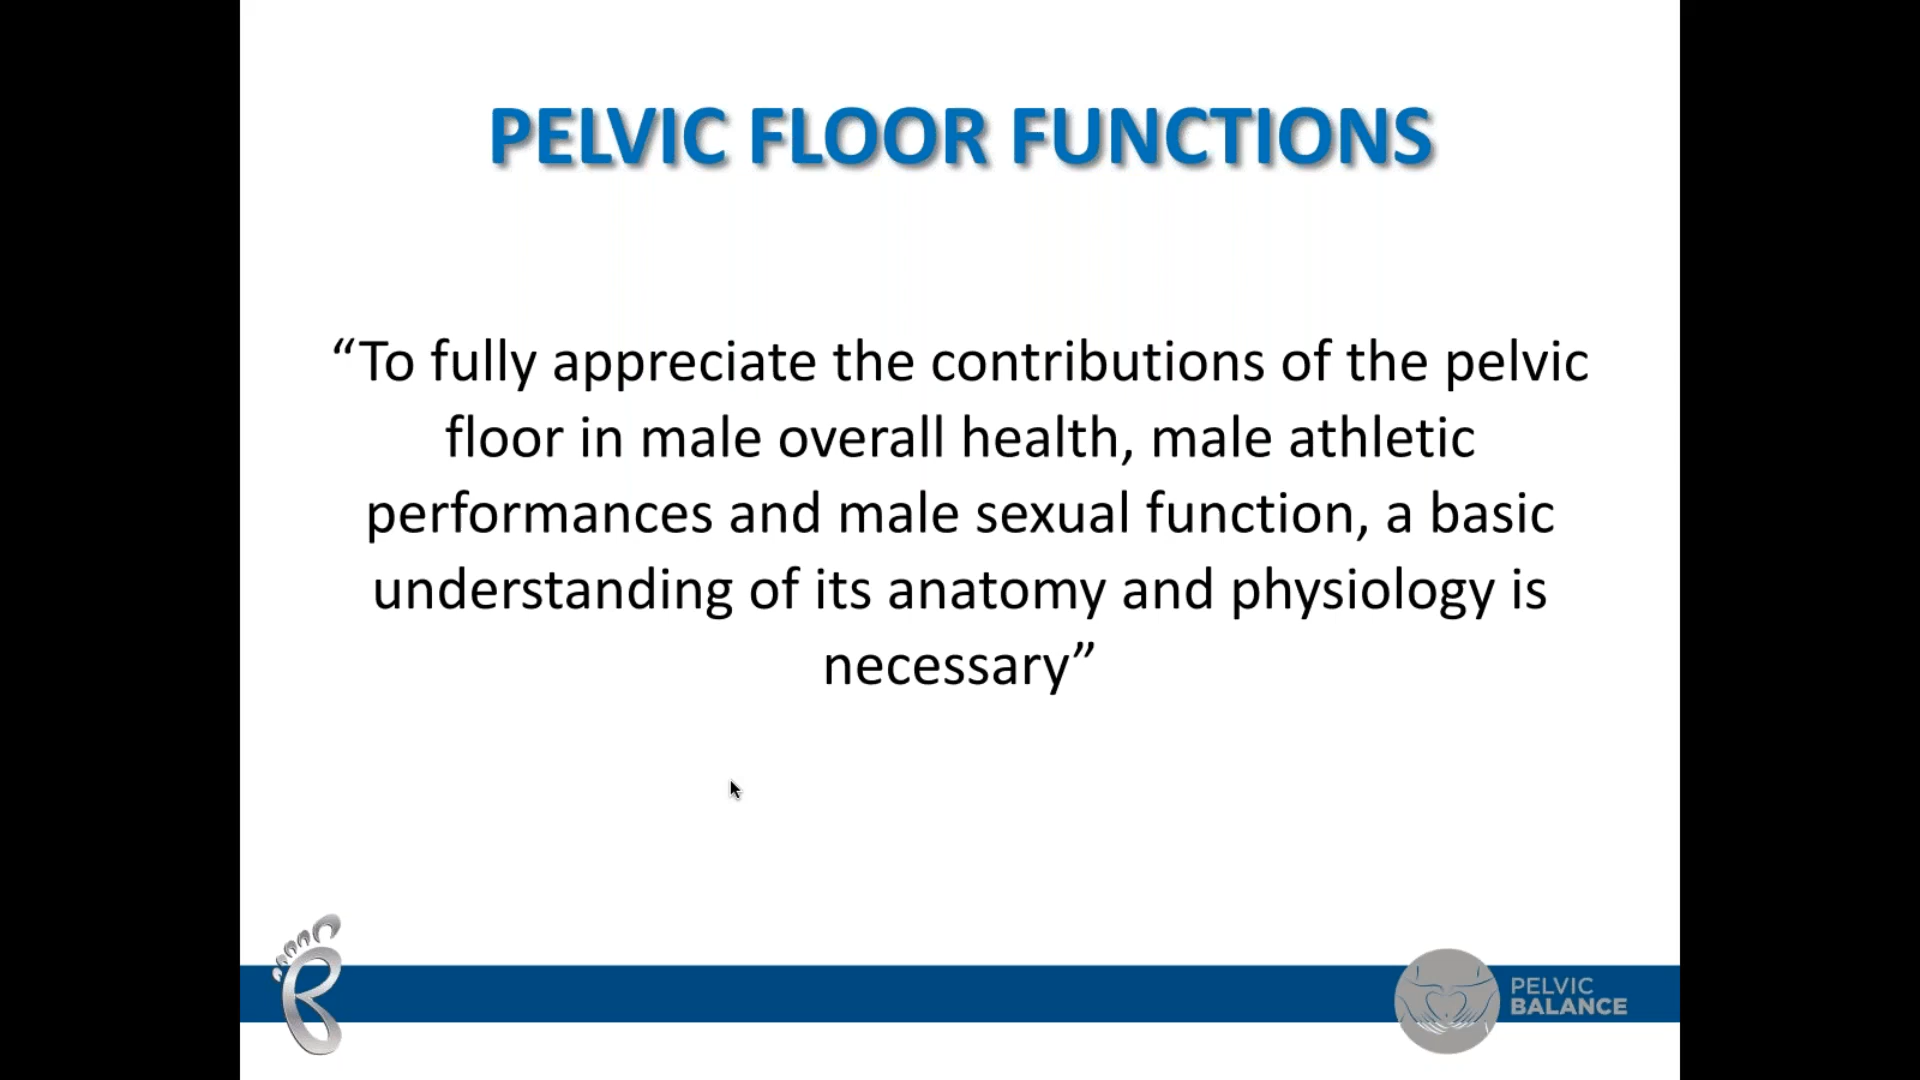 PELVIC FLOOR FUNCTIONS
“To fully appreciate the contributions of the pelvic
floor in male overall health, male athletic
performances and male sexual function, a basic
understanding of its anatomy and physiology is
necessary”
PELVIC
BALANCE